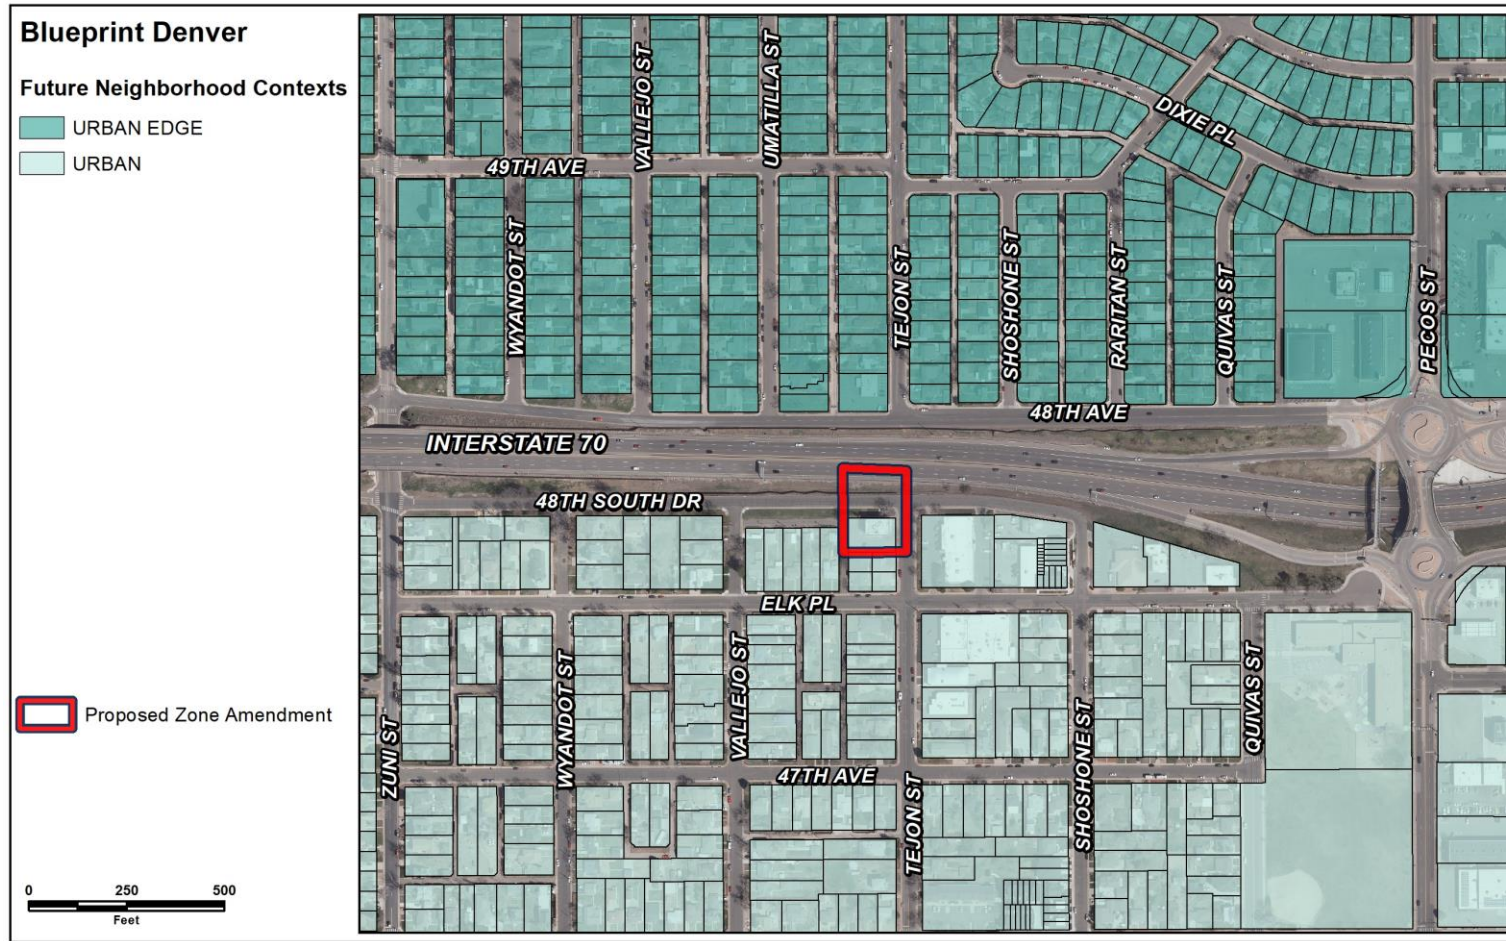 Blueprint Denver
Future Neighborhood Contexts
URBAN EDGE
URBAN
Proposed Zone Amendment
0 250 500
Feet
VALLEJO ST
UMATILLA ST
DIXIE PL
49TH AVE
WYANDOT ST
TEJON ST
SHOSHONE ST
RARITAN ST
QUIVAS ST
PECOS ST
48TH AVE
INTERSTATE 70
48TH SOUTH DR
ELK PL
ZUNI ST
WYANDOT ST
VALLEJO ST
47TH AVE
TEJON ST
SHOSHONE ST
QUIVAS ST